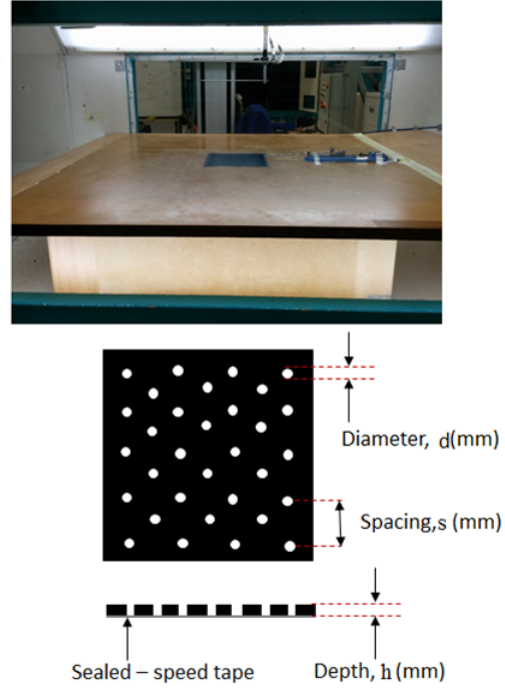 Diameter, d(mm)
Spacing,s (mm)
Sealed – speed tape
Depth, h (mm)